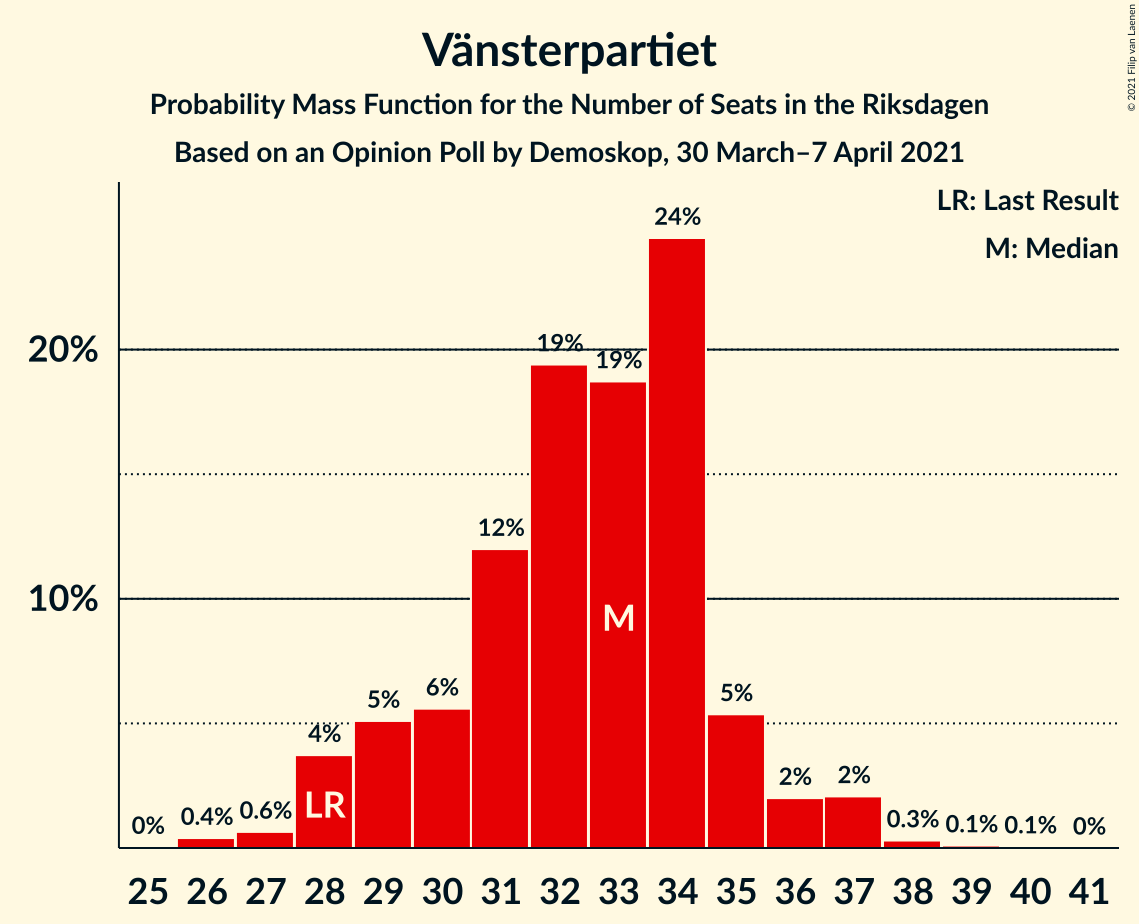 Vänsterpartiet
Probability Mass Function for the Number of Seats in the Riksdagen
Based on an Opinion Poll by Demoskop, 30 March–7 April 2021
© 2021 Filip van Laenen
LR: Last Result
M: Median
20%
10%
0%
0.4%
0.6%
4%
5%
6%
12%
19%
19%
24%
5%
2%
2%
0.3%
0.1%
0.1%
0%
LR
M
25 26 27 28 29 30 31 32 33 34 35 36 37 38 39 40 41